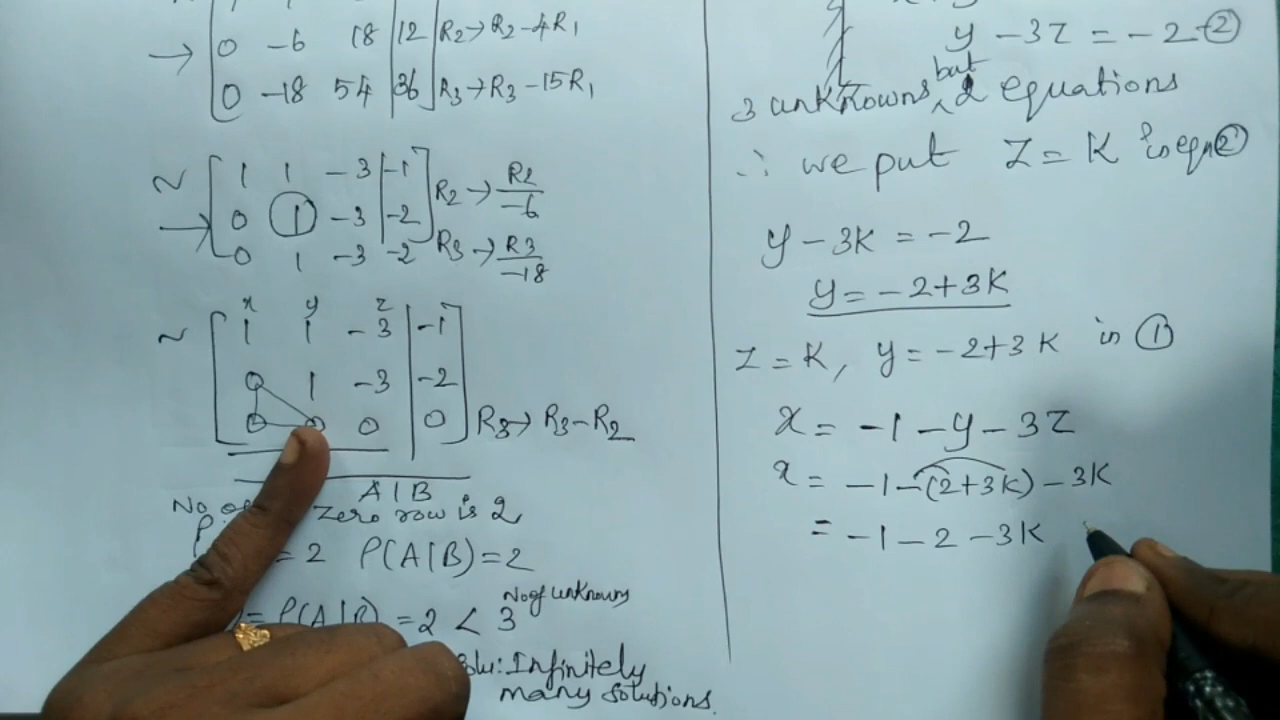 0 -6 18 | 12 R2→R2-4R1
→
0 -18 54 | 36 R3→R3-15R1
~ 1 1 -3 | -1 R2→R2/-6
→ 0 1 -3 | -2
0 1 -3 -2 R3→R3/-18
x y z
~ 1 1 -3 | -1
0 1 -3 | -2
0 0 0 | 0 R3→R3-R2
A|B
No of zero row is 2
ρ = 2 ρ(A|B)=2
= ρ(A|B) = 2 < 3 No of unknowns
Infinitely
many solutions.
y - 3z = -2 - ②
3 unknowns but 2 equations
∴ we put z = K in eqn ②
y - 3K = -2
y = -2+3K
z = K, y = -2+3K in ①
x = -1 - y - 3z
x = -1 - (2+3K) - 3K
= -1 - 2 - 3K